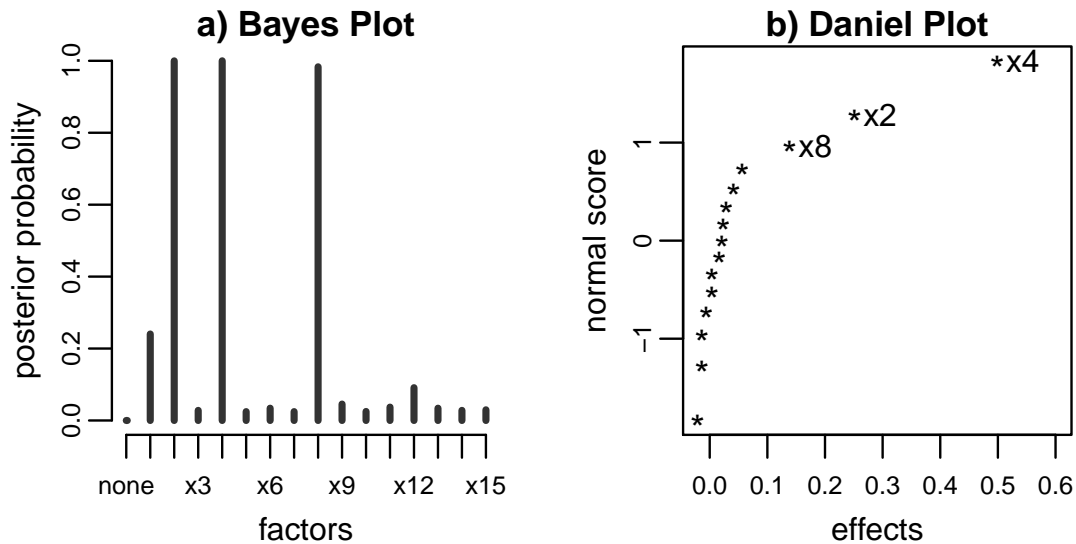 a) Bayes Plot
posterior probability
1.0
0.8
0.6
0.4
0.2
0.0
none x3 x6 x9 x12 x15
factors
b) Daniel Plot
normal score
1
0
−1
*x4
*x2
*x8
*
*
*
*
*
*
*
*
*
*
*
*
0.0 0.1 0.2 0.3 0.4 0.5 0.6
effects